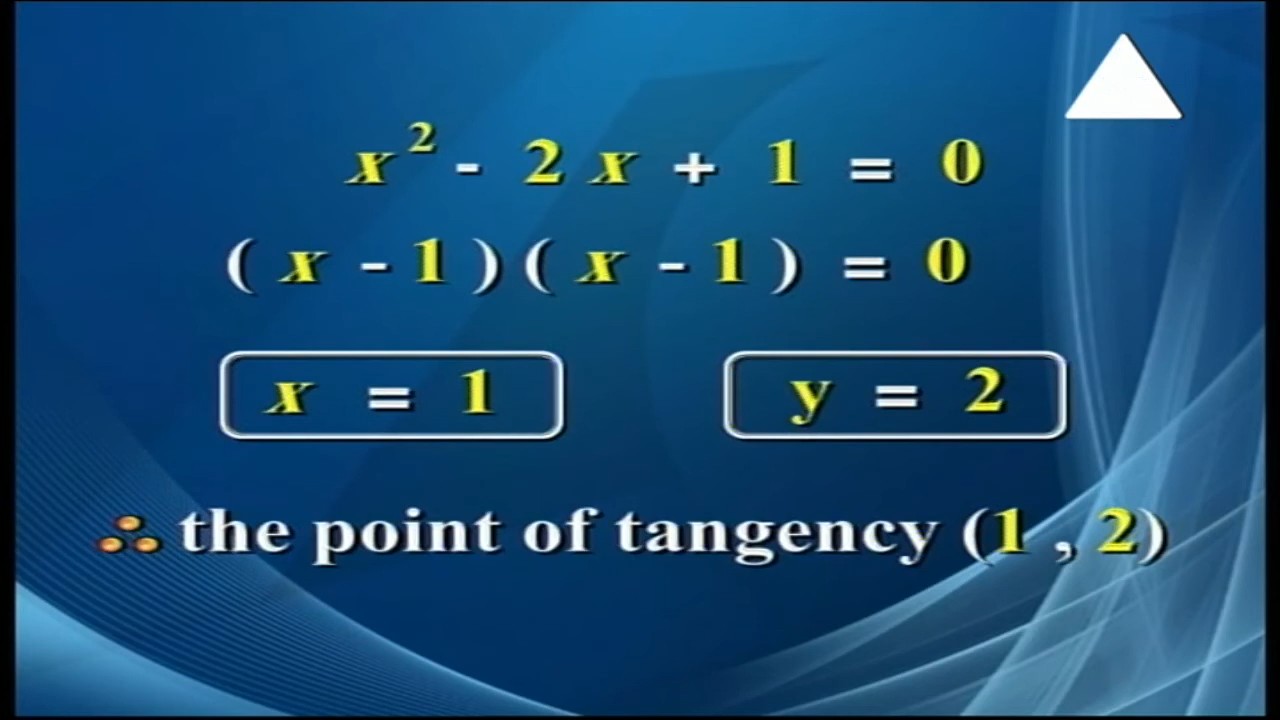 x² - 2x + 1 = 0
(x - 1)(x - 1) = 0
x = 1
y = 2
∴ the point of tangency (1 , 2)